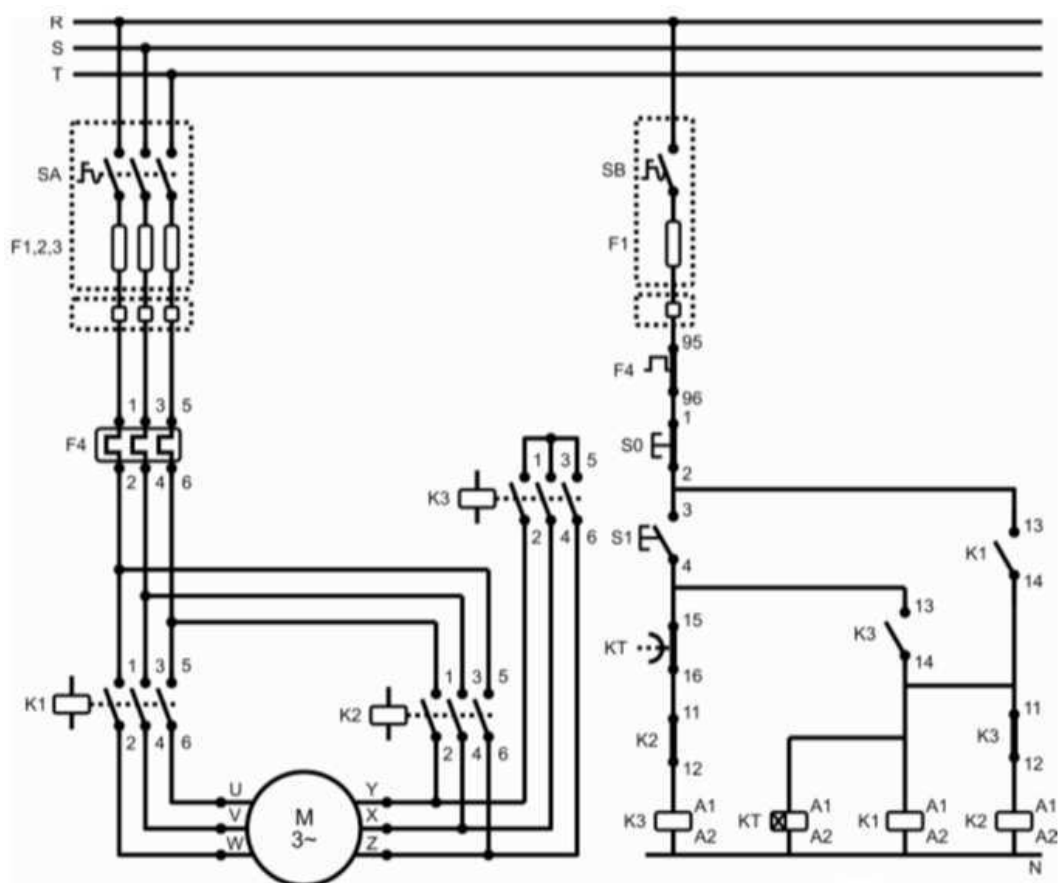 R
S
T
SA
F1,2,3
1 3 5
F4
2 4 6
K3
1 3 5
2 4 6
K1
1 3 5
2 4 6
K2
1 3 5
2 4 6
U
V
W
M
3~
Y
X
Z
SB
F1
95
F4
96
1
S0
2
3
S1
4
13
K1
14
15
KT
16
13
K3
14
11
K2
12
11
K3
12
K3 A1
A2
KT A1
A2
K1 A1
A2
K2 A1
A2
N